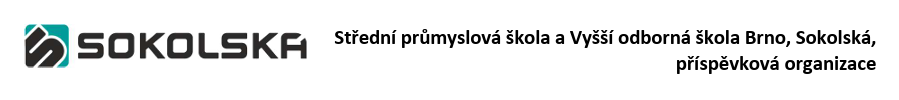 SOKOLSKA
Střední průmyslová škola a Vyšší odborná škola Brno, Sokolská,
příspěvková organizace